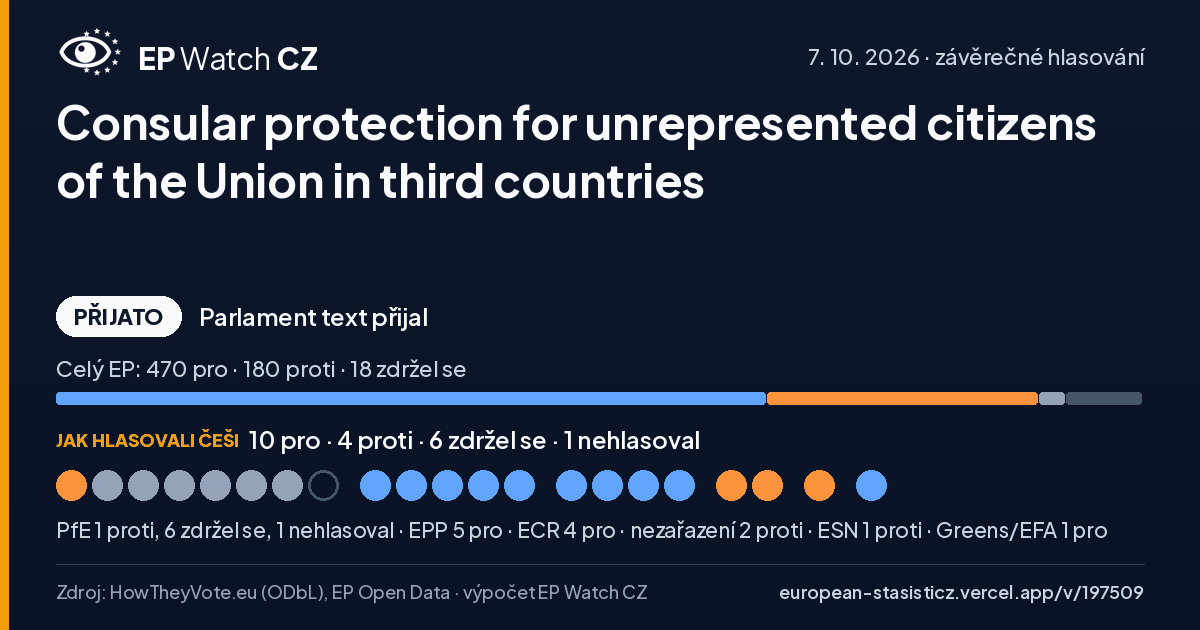 EP Watch CZ
7. 10. 2026 · závěrečné hlasování
Consular protection for unrepresented citizens
of the Union in third countries
PŘIJATO Parlament text přijal
Celý EP: 470 pro · 180 proti · 18 zdržel se
JAK HLASOVALI ČEŠI 10 pro · 4 proti · 6 zdržel se · 1 nehlasoval
PfE 1 proti, 6 zdržel se, 1 nehlasoval · EPP 5 pro · ECR 4 pro · nezařazení 2 proti · ESN 1 proti · Greens/EFA 1 pro
Zdroj: HowTheyVote.eu (ODbL), EP Open Data · výpočet EP Watch CZ
european-stasisticz.vercel.app/v/197509